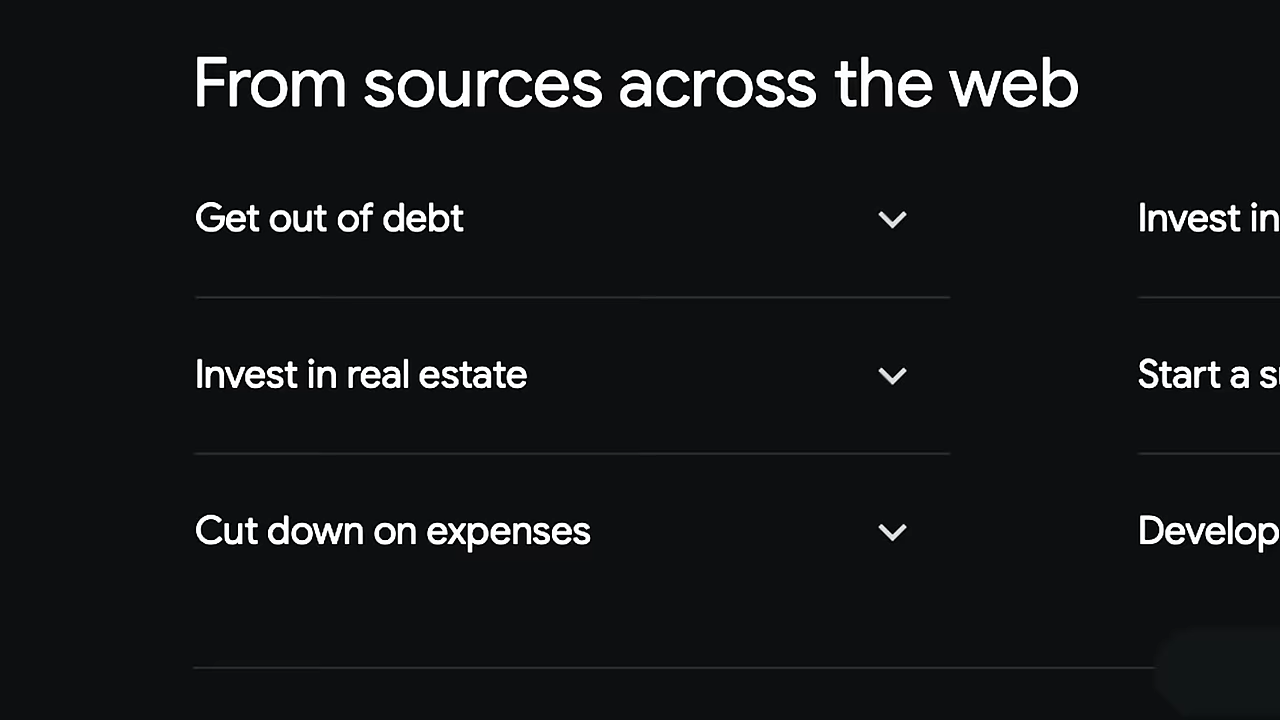 From sources across the web
Get out of debt
Invest in
Invest in real estate
Start a
Cut down on expenses
Develop